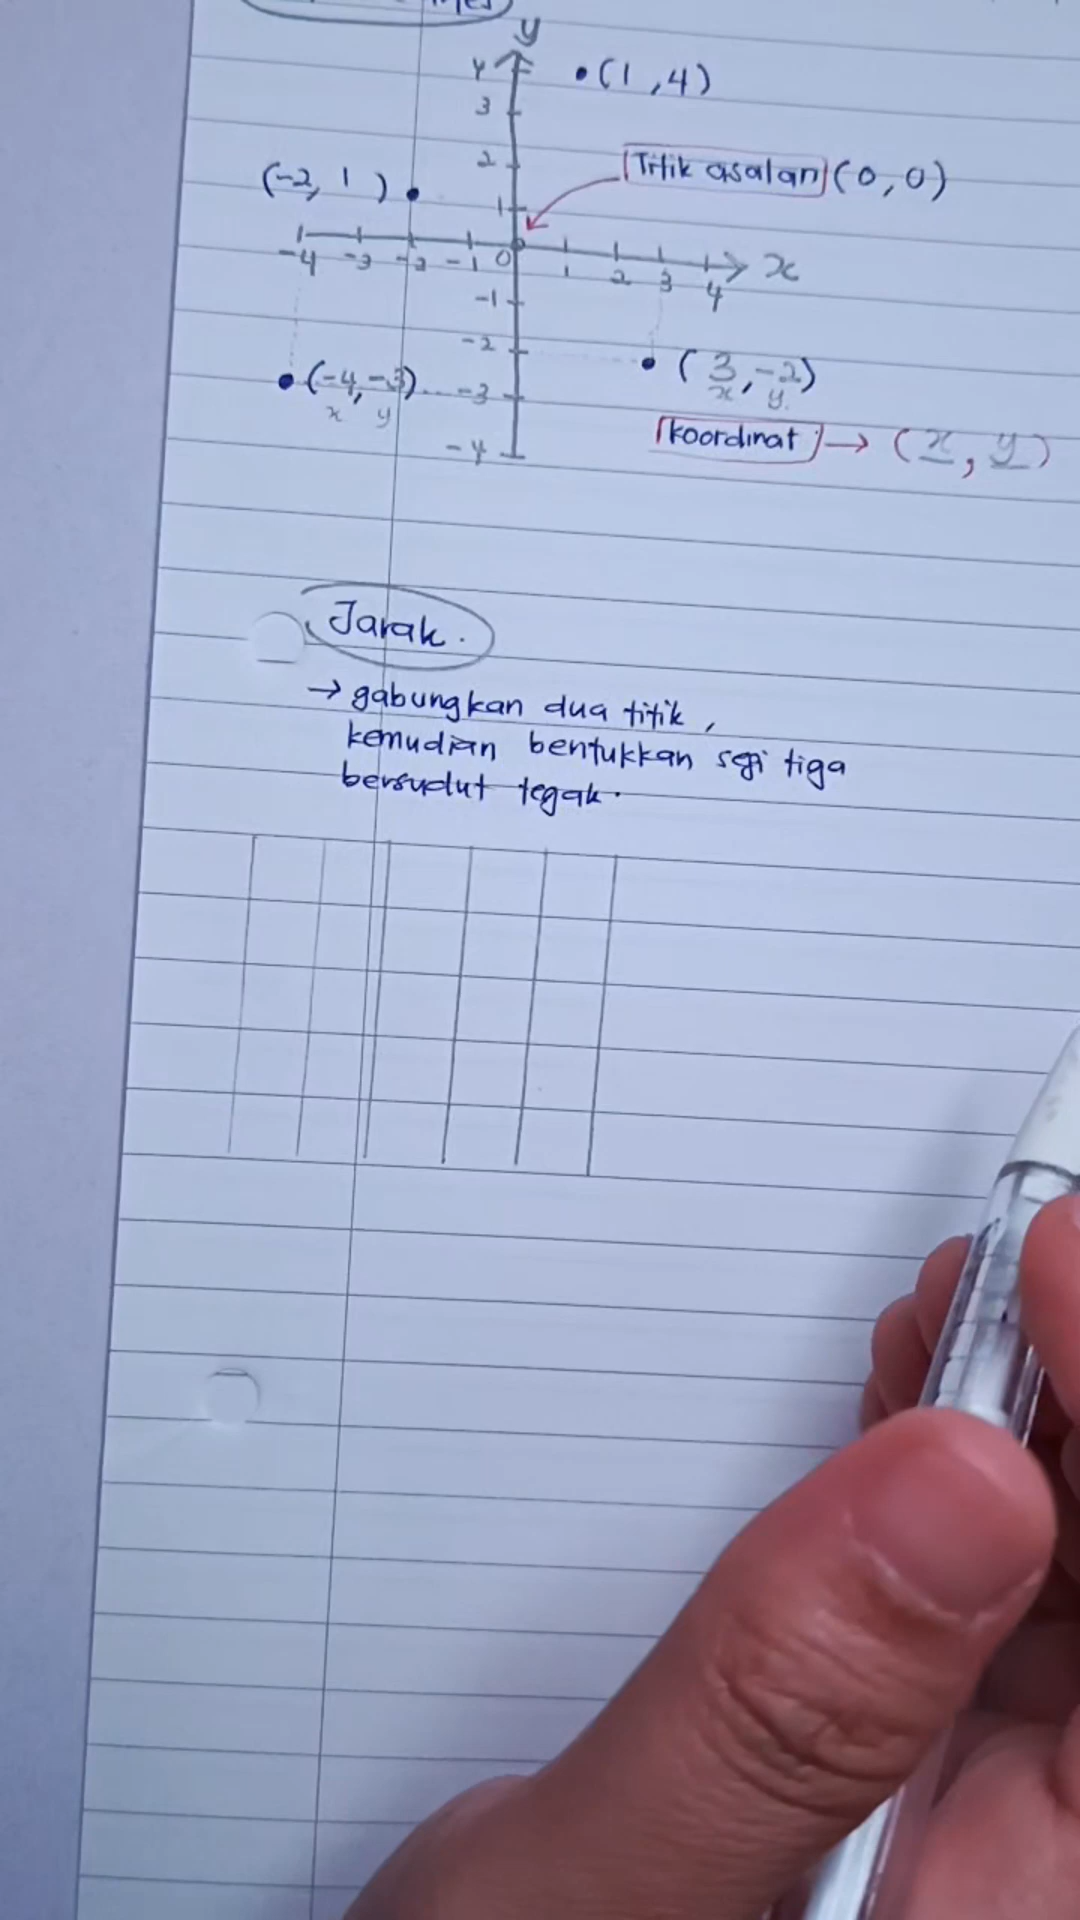 y
4 •(1, 4)
3
2 Titik asalan (0, 0)
(-2, 1)
1
-4 -3 -2 -1 0 1 2 3 4 x
-1
-2 (3, -2)
x y
(-4, -3) -3
x y
Koordinat → (x, y)
-4
Jarak.
→ gabungkan dua titik,
kemudian bentukkan segi tiga
bersudut tegak.